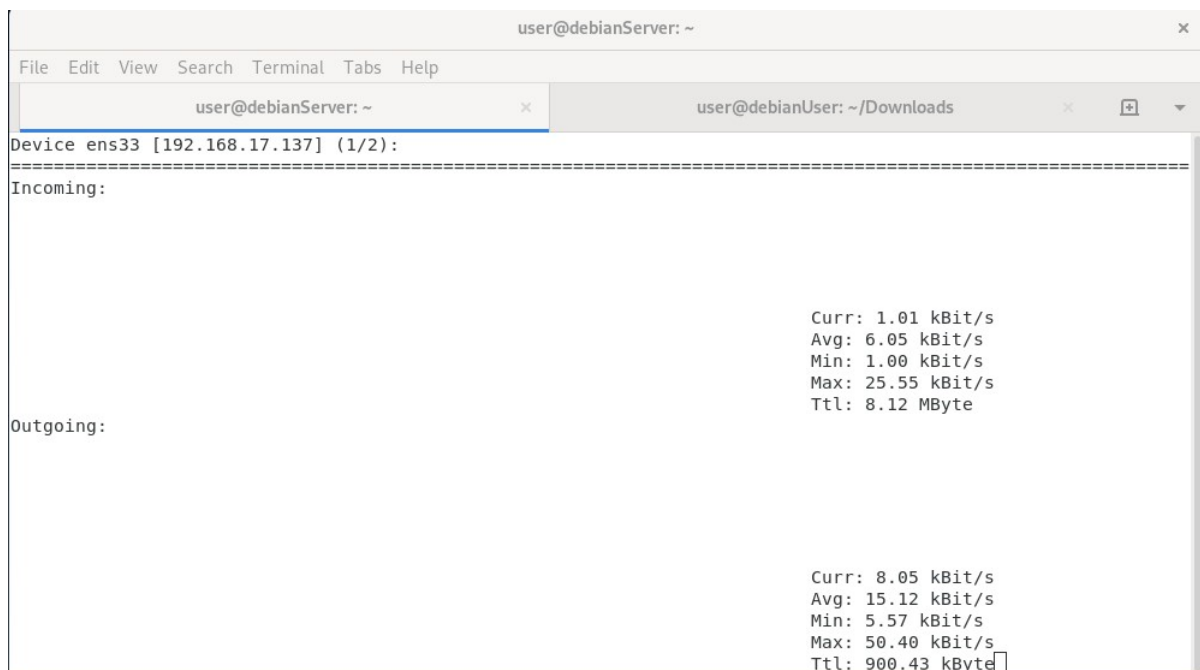 user@debianServer: ~ ×
File Edit View Search Terminal Tabs Help
user@debianServer: ~ × user@debianUser: ~/Downloads ×
Device ens33 [192.168.17.137] (1/2):
==============================================================================================================
Incoming:
Curr: 1.01 kBit/s
Avg: 6.05 kBit/s
Min: 1.00 kBit/s
Max: 25.55 kBit/s
Ttl: 8.12 MByte
Outgoing:
Curr: 8.05 kBit/s
Avg: 15.12 kBit/s
Min: 5.57 kBit/s
Max: 50.40 kBit/s
Ttl: 900.43 kByte